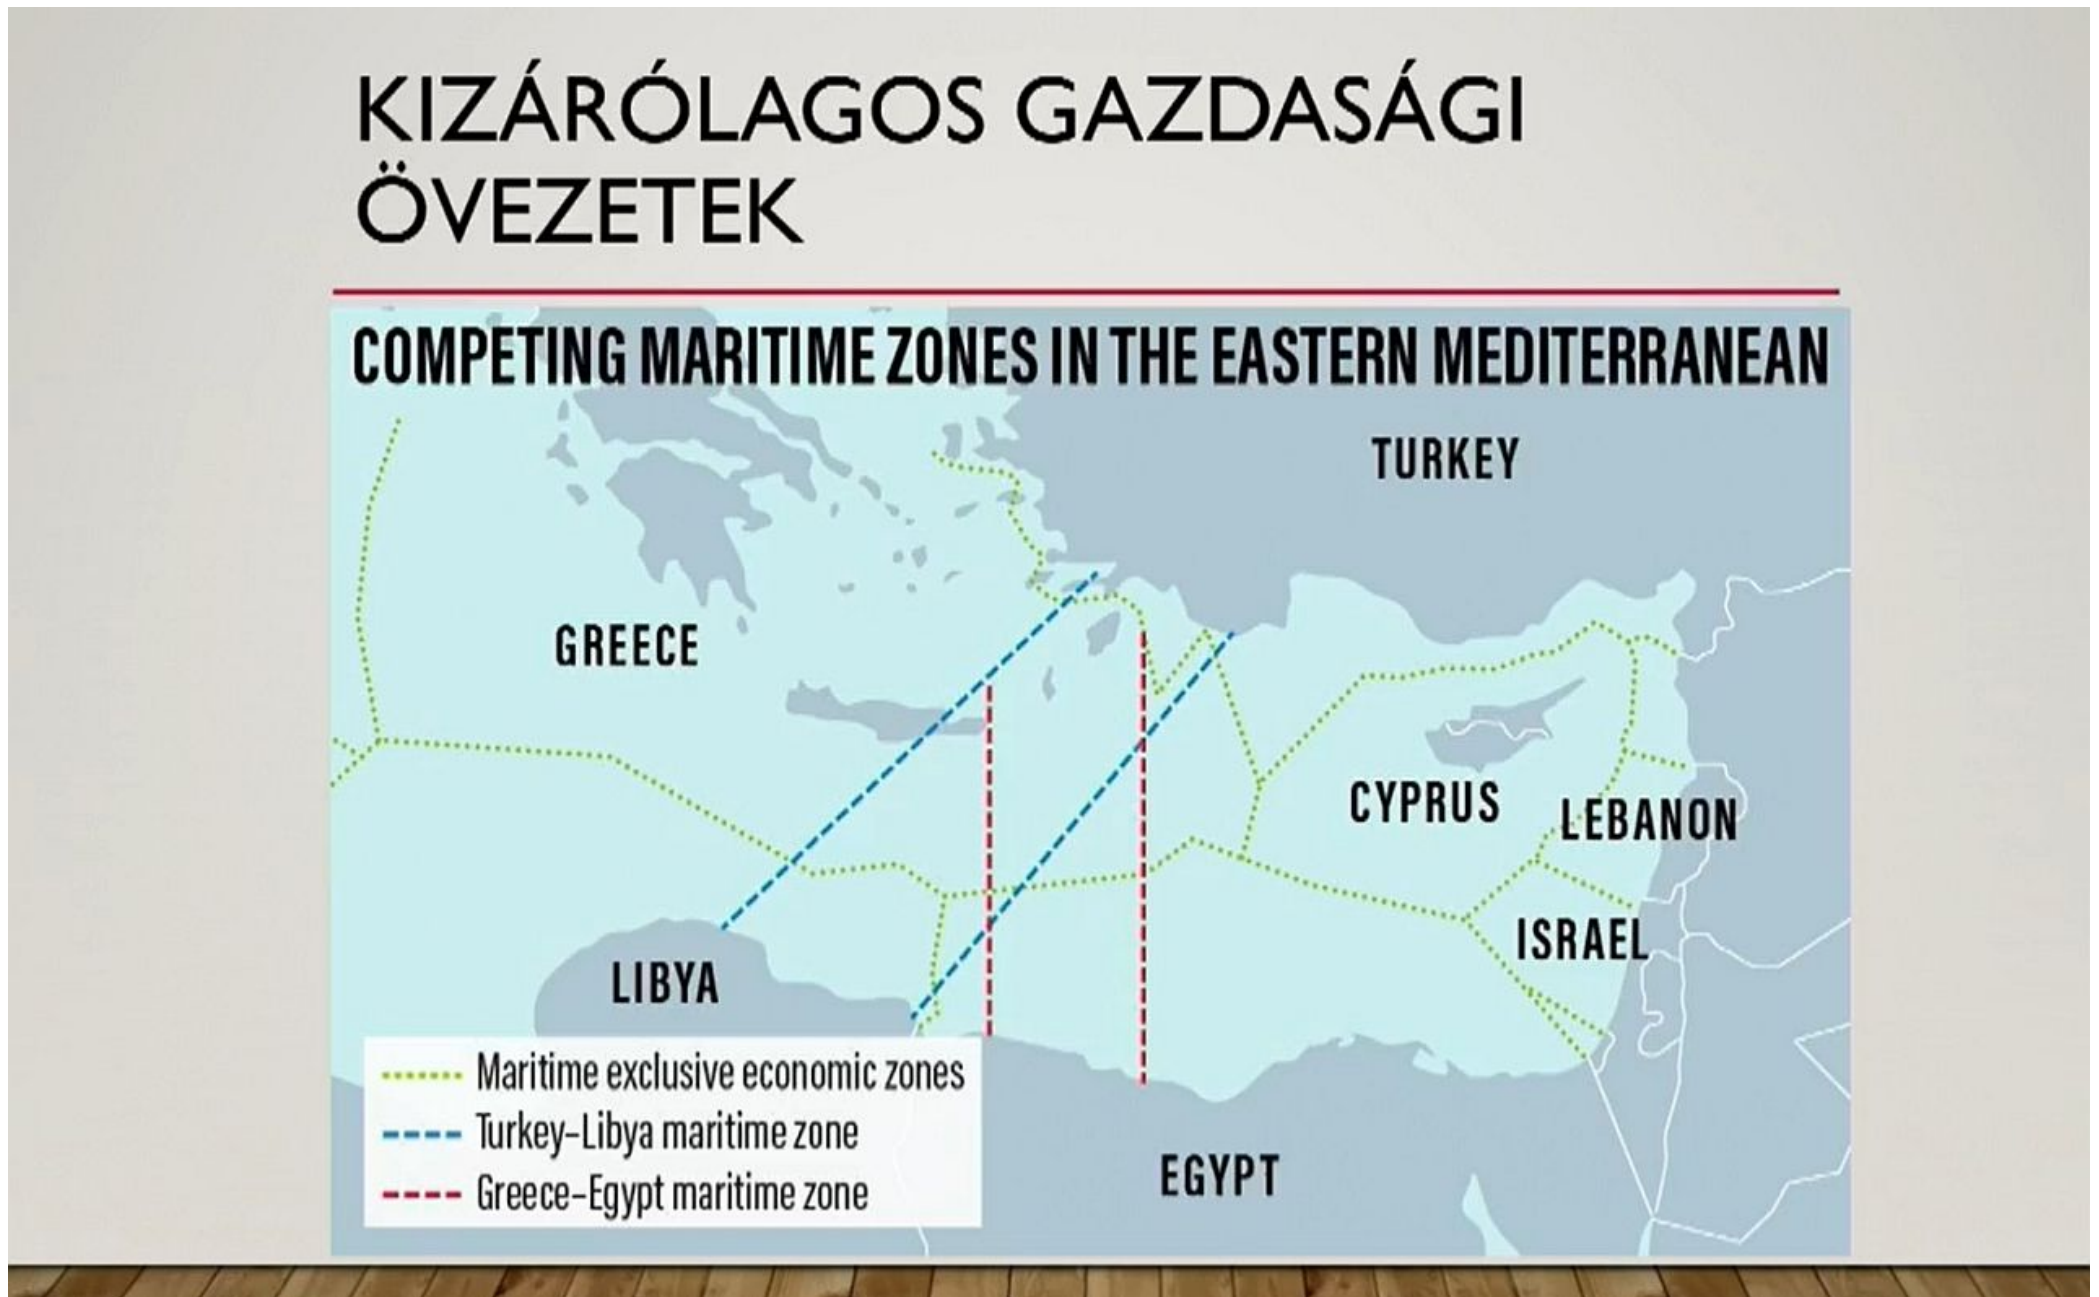 KIZÁRÓLAGOS GAZDASÁGI
ÖVEZETEK
COMPETING MARITIME ZONES IN THE EASTERN MEDITERRANEAN
TURKEY
GREECE
CYPRUS
LEBANON
ISRAEL
LIBYA
Maritime exclusive economic zones
Turkey–Libya maritime zone
Greece–Egypt maritime zone
EGYPT